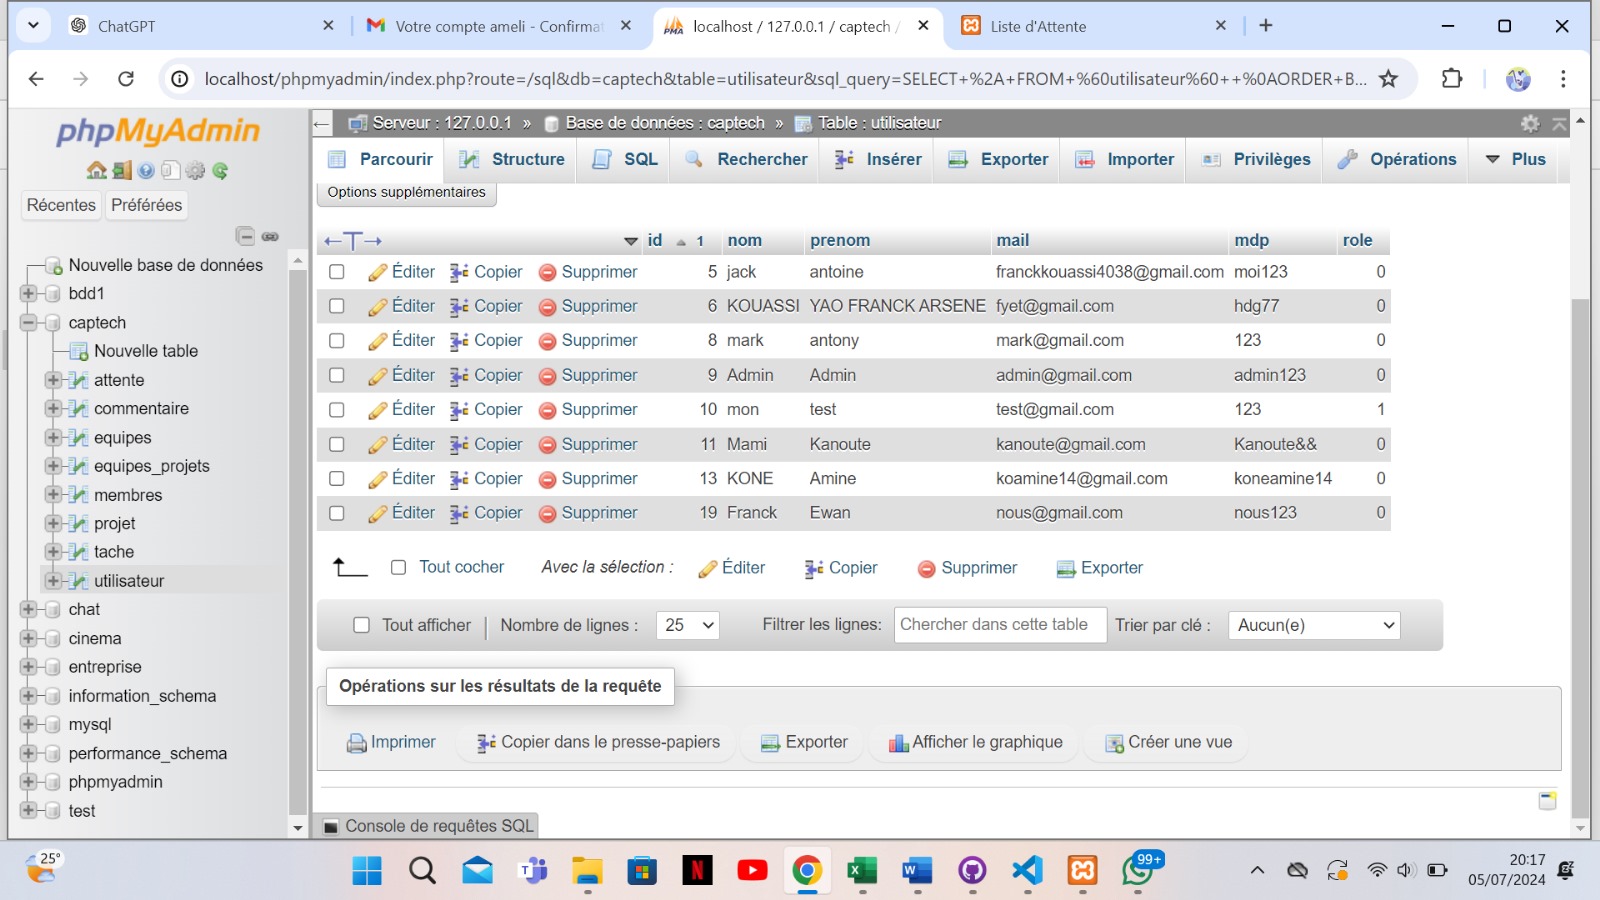 ChatGPT
Votre compte ameli - Confirmat
localhost / 127.0.0.1 / captech /
Liste d'Attente
localhost/phpmyadmin/index.php?route=/sql&db=captech&table=utilisateur&sql_query=SELECT+%2A+FROM+%60utilisateur%60++%0AORDER+B...
phpMyAdmin
Récentes Préférées
Nouvelle base de données
bdd1
captech
Nouvelle table
attente
commentaire
equipes
equipes_projets
membres
projet
tache
utilisateur
chat
cinema
entreprise
information_schema
mysql
performance_schema
phpmyadmin
test
Serveur : 127.0.0.1 » Base de données : captech » Table : utilisateur
Parcourir Structure SQL Rechercher Insérer Exporter Importer Privilèges Opérations Plus
Options supplémentaires
id 1 nom prenom mail mdp role
Éditer Copier Supprimer 5 jack antoine franckkouassi4038@gmail.com moi123 0
Éditer Copier Supprimer 6 KOUASSI YAO FRANCK ARSENE fyet@gmail.com hdg77 0
Éditer Copier Supprimer 8 mark antony mark@gmail.com 123 0
Éditer Copier Supprimer 9 Admin Admin admin@gmail.com admin123 0
Éditer Copier Supprimer 10 mon test test@gmail.com 123 1
Éditer Copier Supprimer 11 Mami Kanoute kanoute@gmail.com Kanoute&& 0
Éditer Copier Supprimer 13 KONE Amine koamine14@gmail.com koneamine14 0
Éditer Copier Supprimer 19 Franck Ewan nous@gmail.com nous123 0
Tout cocher Avec la sélection : Éditer Copier Supprimer Exporter
Tout afficher Nombre de lignes : 25 Filtrer les lignes: Chercher dans cette table Trier par clé : Aucun(e)
Opérations sur les résultats de la requête
Imprimer Copier dans le presse-papiers Exporter Afficher le graphique Créer une vue
Console de requêtes SQL
25°
99+
20:17
05/07/2024